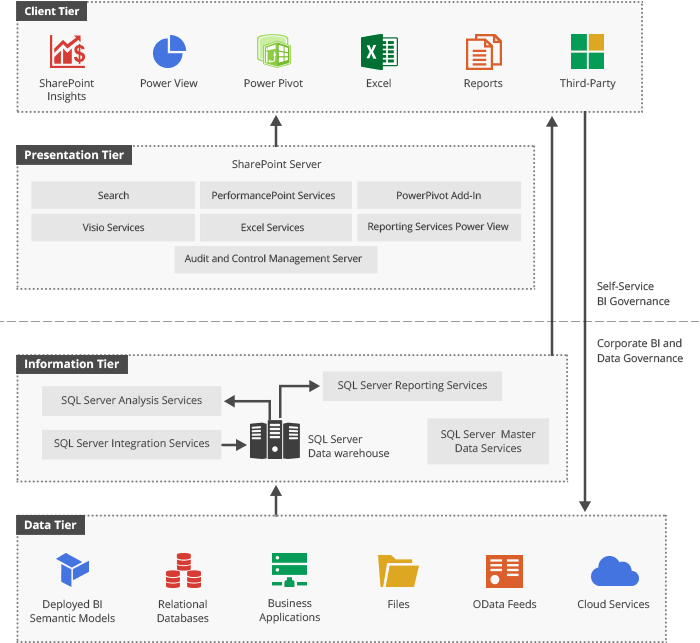 Client Tier
SharePoint
Insights
Power View
Power Pivot
Excel
Reports
Third-Party
Presentation Tier
SharePoint Server
Search
PerformancePoint Services
PowerPivot Add-In
Visio Services
Excel Services
Reporting Services Power View
Audit and Control Management Server
Self-Service
BI Governance
Corporate BI and
Data Governance
Information Tier
SQL Server Analysis Services
SQL Server Reporting Services
SQL Server Integration Services
SQL Server
Data warehouse
SQL Server Master
Data Services
Data Tier
Deployed BI
Semantic Models
Relational
Databases
Business
Applications
Files
OData Feeds
Cloud Services